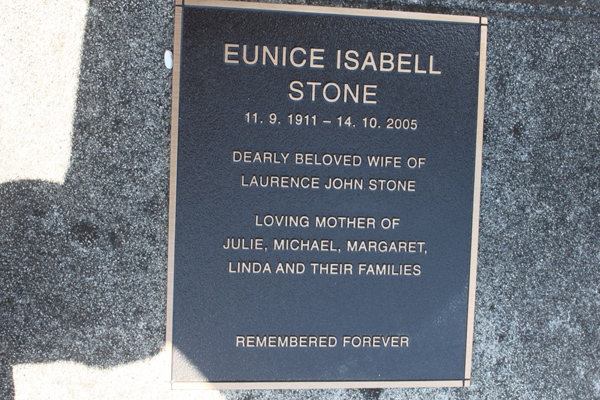 EUNICE ISABELL
STONE
11. 9. 1911 – 14. 10. 2005
DEARLY BELOVED WIFE OF
LAURENCE JOHN STONE
LOVING MOTHER OF
JULIE, MICHAEL, MARGARET,
LINDA AND THEIR FAMILIES
REMEMBERED FOREVER